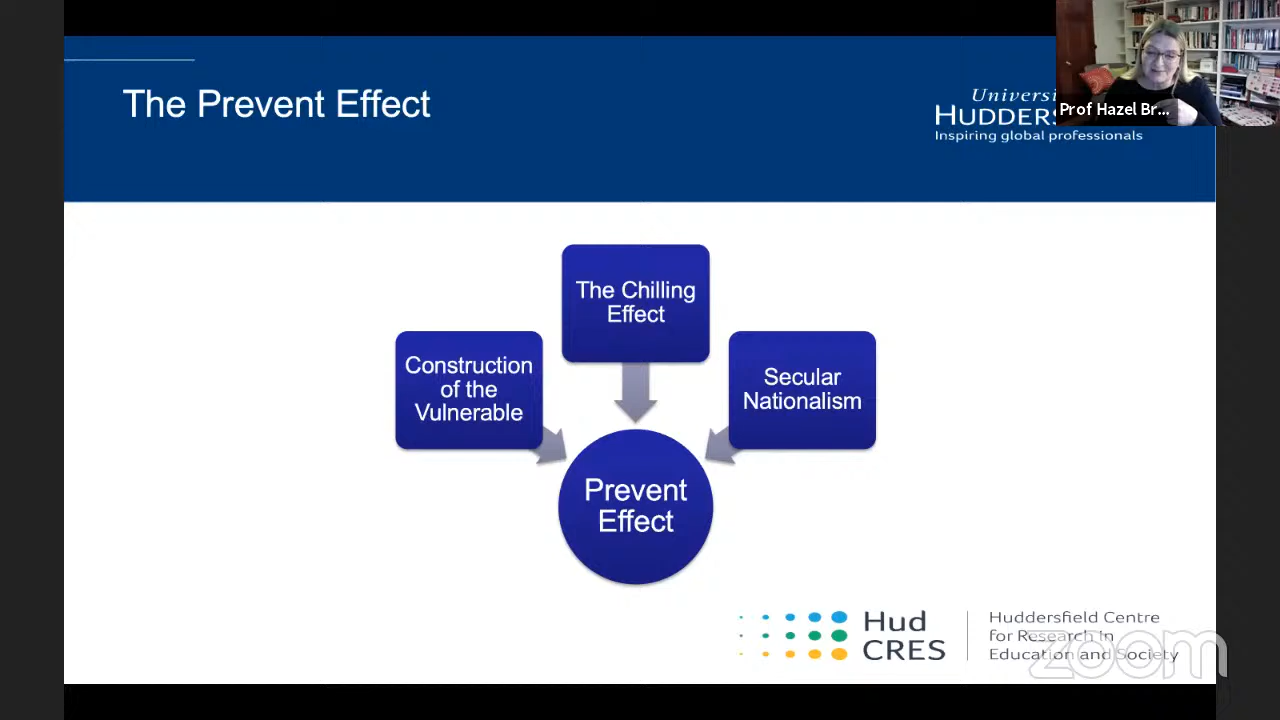 The Prevent Effect
Universi
HUDDERS
Inspiring global professionals
Prof Hazel Br...
The Chilling
Effect
Construction
of the
Vulnerable
Secular
Nationalism
Prevent
Effect
Hud
CRES
Huddersfield Centre
for Research in
Education and Society
zoom